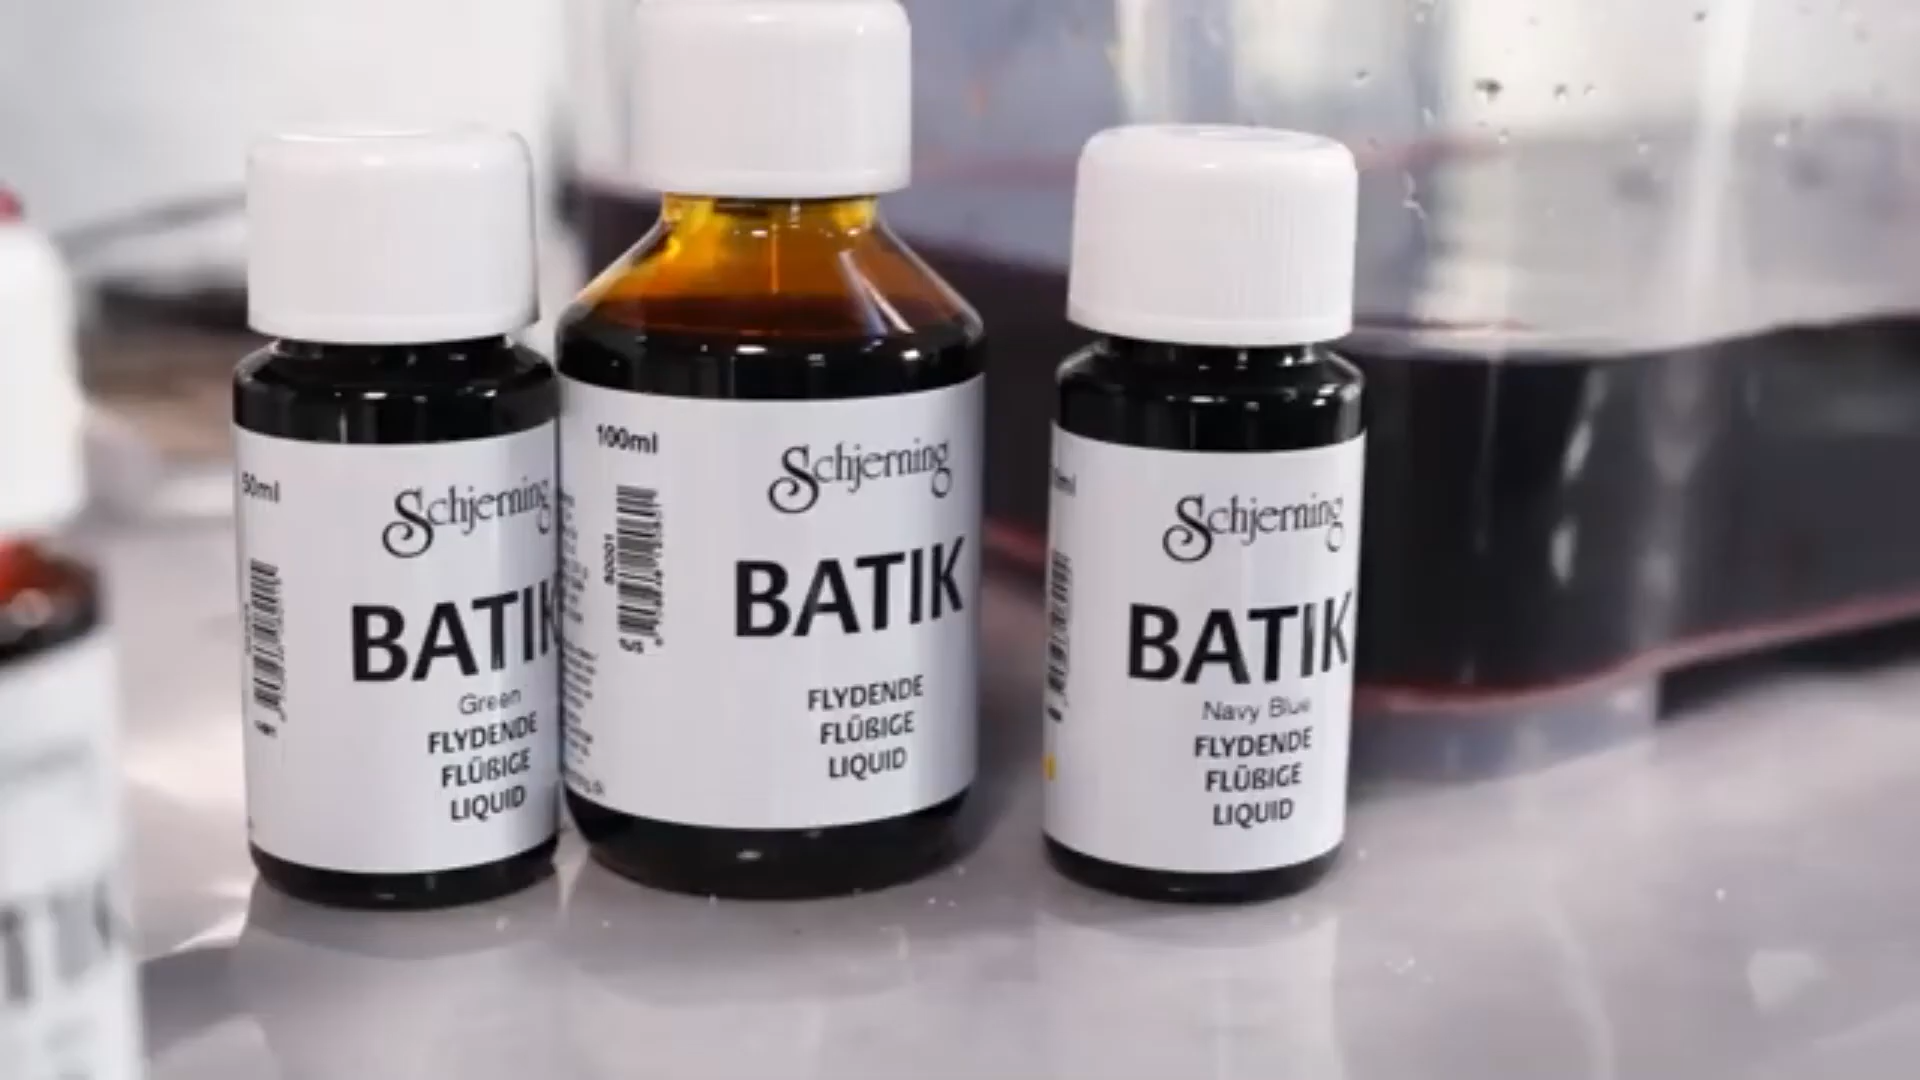 50ml
Schjerning
BATIK
Green
FLYDENDE
FLÜßIGE
LIQUID
100ml
Schjerning
BATIK
FLYDENDE
FLÜßIGE
LIQUID
Schjerning
BATIK
Navy Blue
FLYDENDE
FLÜßIGE
LIQUID